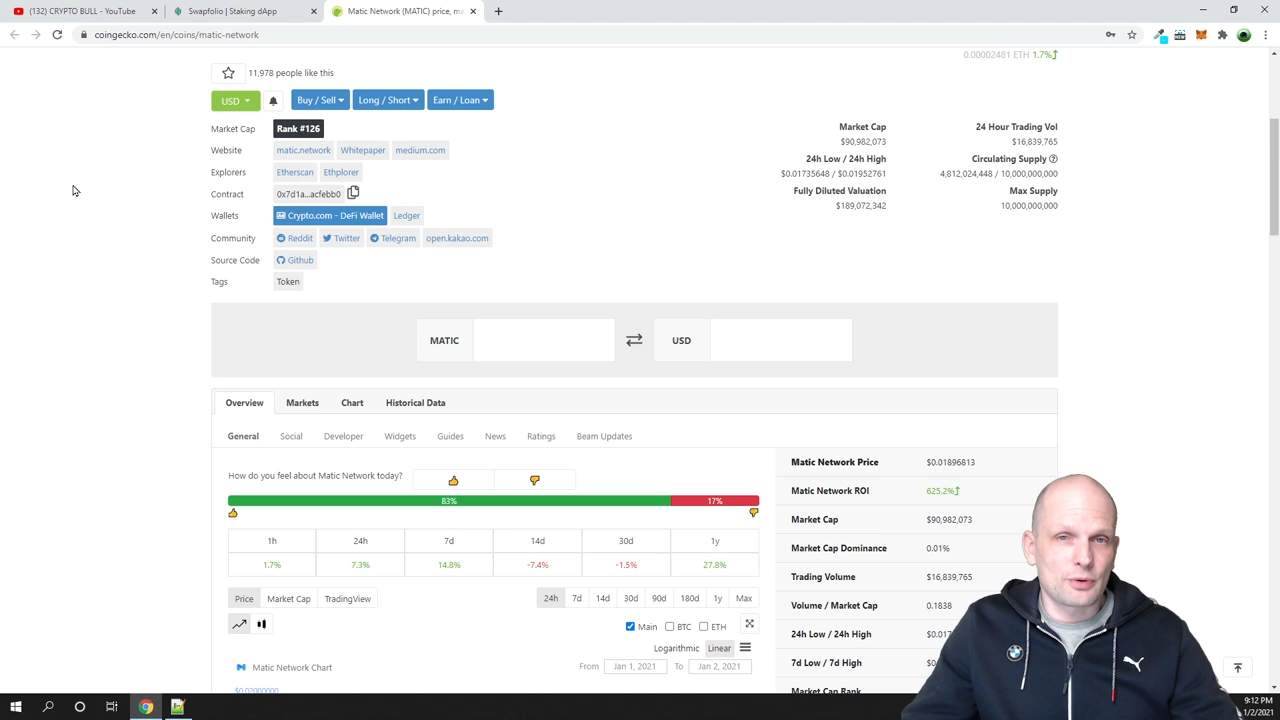 (132) CRYPTO BULL - YouTube
Swapfolio | Staking dApp
Matic Network (MATIC) price, ma
coingecko.com/en/coins/matic-network
0.00002481 ETH 1.7%
11,978 people like this
USD
Buy / Sell
Long / Short
Earn / Loan
Market Cap Rank #126
Website matic.network Whitepaper medium.com
Explorers Etherscan Ethplorer
Contract 0x7d1a...acfebb0
Wallets Crypto.com - DeFi Wallet Ledger
Community Reddit Twitter Telegram open.kakao.com
Source Code Github
Tags Token
Market Cap 24 Hour Trading Vol
$90,982,073 $16,839,765
24h Low / 24h High Circulating Supply
$0.01735648 / $0.01952761 4,812,024,448 / 10,000,000,000
Fully Diluted Valuation Max Supply
$189,072,342 10,000,000,000
MATIC USD
Overview Markets Chart Historical Data
General Social Developer Widgets Guides News Ratings Beam Updates
How do you feel about Matic Network today?
83% 17%
1h 24h 7d 14d 30d 1y
1.7% 7.3% 14.8% -7.4% -1.5% 27.8%
Price Market Cap TradingView 24h 7d 14d 30d 90d 180d 1y Max
Main BTC ETH
Logarithmic Linear
Matic Network Chart From Jan 1, 2021 To Jan 2, 2021
$0.02000000
Matic Network Price $0.01896813
Matic Network ROI 625.2%
Market Cap $90,982,073
Market Cap Dominance 0.01%
Trading Volume $16,839,765
Volume / Market Cap 0.1838
24h Low / 24h High $0.017
7d Low / 7d High $0
Market Cap Rank
9:12 PM
1/2/2021